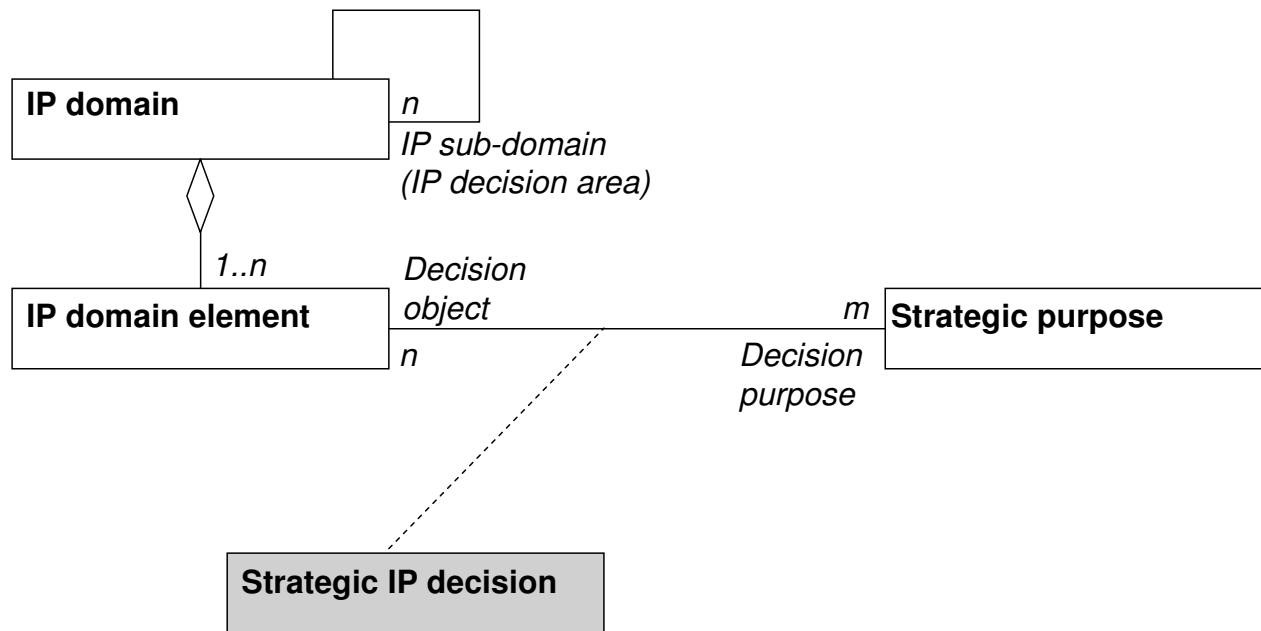 IP domain
n
IP sub-domain
(IP decision area)
1..n
Decision
object
IP domain element
n
m
Strategic purpose
Decision
purpose
Strategic IP decision